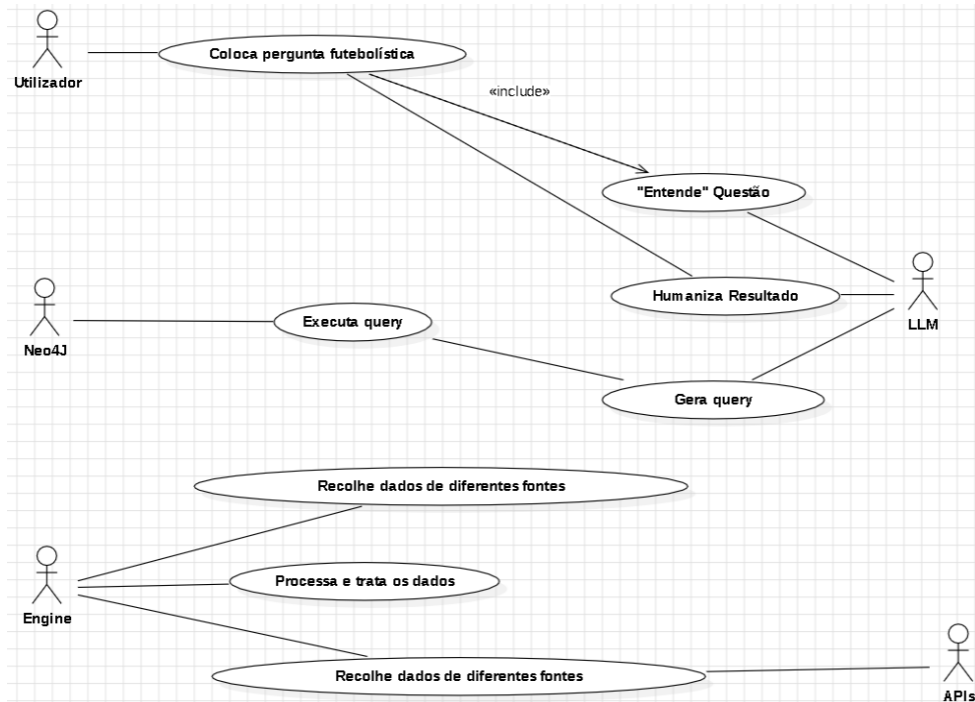 Utilizador
Coloca pergunta futebolística
«include»
"Entende" Questão
Humaniza Resultado
LLM
Neo4J
Executa query
Gera query
Recolhe dados de diferentes fontes
Engine
Processa e trata os dados
Recolhe dados de diferentes fontes
APIs